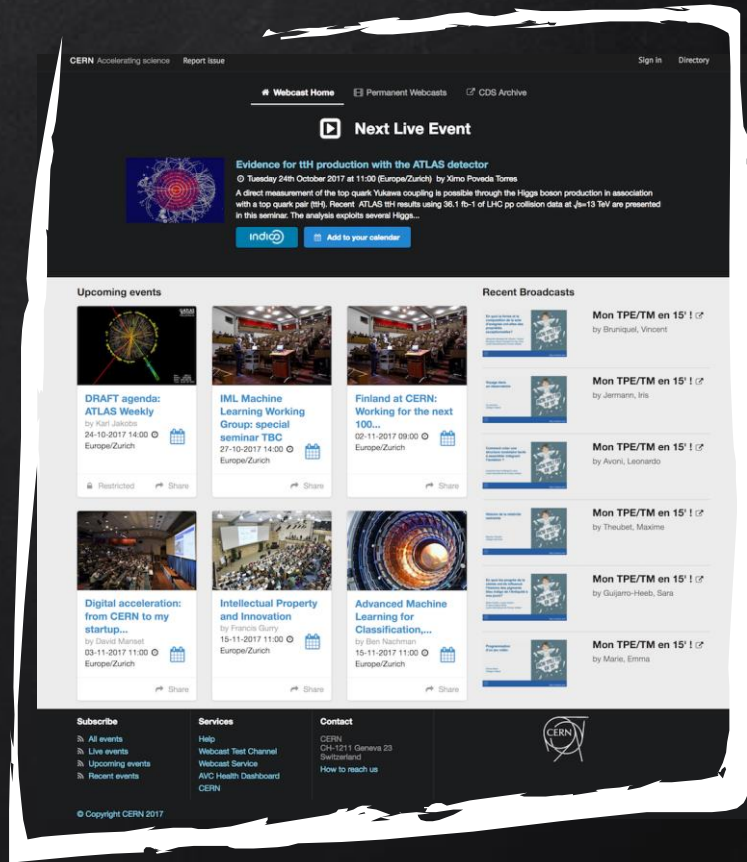 CERN Accelerating science Report issue Sign in Directory
Webcast Home Permanent Webcasts CDS Archive
Next Live Event
Evidence for ttH production with the ATLAS detector
Tuesday 24th October 2017 at 11:00 (Europe/Zurich) by Ximo Poveda Torres
A direct measurement of the top quark Yukawa coupling is possible through the Higgs boson production in association
with a top quark pair (ttH). Recent ATLAS ttH results using 36.1 fb-1 of LHC pp collision data at √s=13 TeV are presented
in this seminar. The analysis exploits several Higgs...
indico Add to your calendar
Upcoming events
DRAFT agenda:
ATLAS Weekly
by Karl Jakobs
24-10-2017 14:00
Europe/Zurich
Restricted Share
IML Machine
Learning Working
Group: special
seminar TBC
27-10-2017 14:00
Europe/Zurich
Share
Finland at CERN:
Working for the next
100...
02-11-2017 09:00
Europe/Zurich
Share
Digital acceleration:
from CERN to my
startup...
by David Manset
03-11-2017 11:00
Europe/Zurich
Share
Intellectual Property
and Innovation
by Francis Gurry
15-11-2017 11:00
Europe/Zurich
Share
Advanced Machine
Learning for
Classification,...
by Ben Nachman
15-11-2017 11:00
Europe/Zurich
Share
Recent Broadcasts
Mon TPE/TM en 15' !
by Bruniquel, Vincent
Mon TPE/TM en 15' !
by Jermann, Iris
Mon TPE/TM en 15' !
by Avoni, Leonardo
Mon TPE/TM en 15' !
by Theubet, Maxime
Mon TPE/TM en 15' !
by Guijarro-Heeb, Sara
Mon TPE/TM en 15' !
by Marie, Emma
Subscribe
All events
Live events
Upcoming events
Recent events
Services
Help
Webcast Test Channel
Webcast Service
AVC Health Dashboard
CERN
Contact
CERN
CH-1211 Geneva 23
Switzerland
How to reach us
CERN
© Copyright CERN 2017